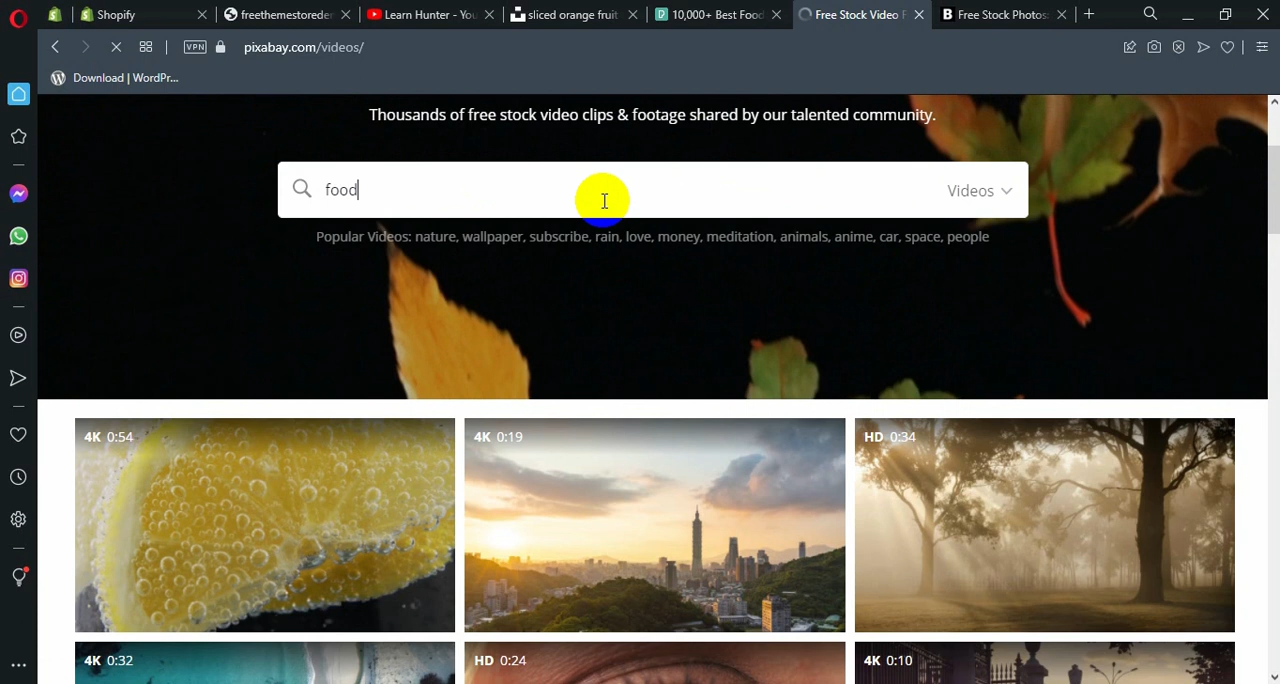 Shopify
freethemestoreder
Learn Hunter - You
sliced orange fruit
10,000+ Best Food
Free Stock Video F
B Free Stock Photos
VPN
pixabay.com/videos/
Download | WordPr...
Thousands of free stock video clips & footage shared by our talented community.
food
Videos
Popular Videos: nature, wallpaper, subscribe, rain, love, money, meditation, animals, anime, car, space, people
4K 0:54
4K 0:19
HD 0:34
4K 0:32
HD 0:24
4K 0:10